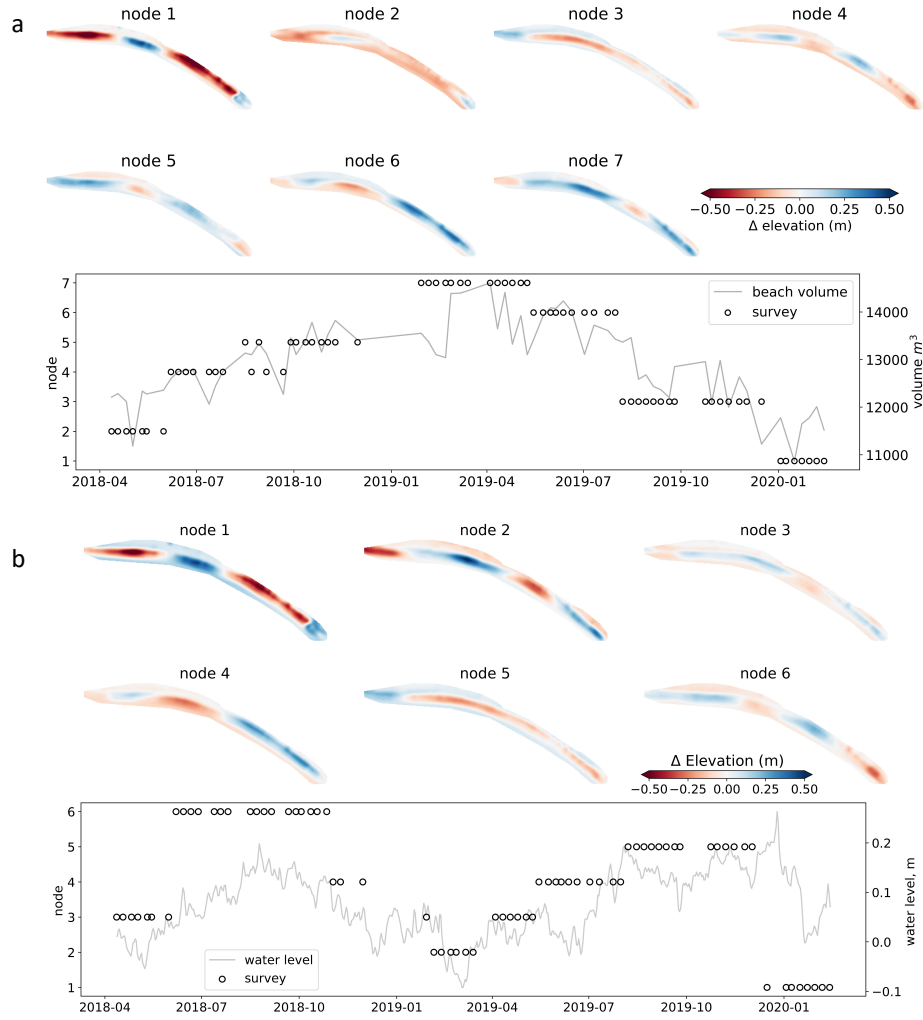 a
node 1
node 2
node 3
node 4
node 5
node 6
node 7
−0.50 −0.25 0.00 0.25 0.50
Δ elevation (m)
7
6
5
4
3
2
1
node
beach volume
survey
14000
13000
12000
11000
volume m³
2018-04 2018-07 2018-10 2019-01 2019-04 2019-07 2019-10 2020-01
b
node 1
node 2
node 3
node 4
node 5
node 6
Δ Elevation (m)
−0.50 −0.25 0.00 0.25 0.50
6
5
4
3
2
1
node
water level
survey
0.2
0.1
0.0
−0.1
water level, m
2018-04 2018-07 2018-10 2019-01 2019-04 2019-07 2019-10 2020-01